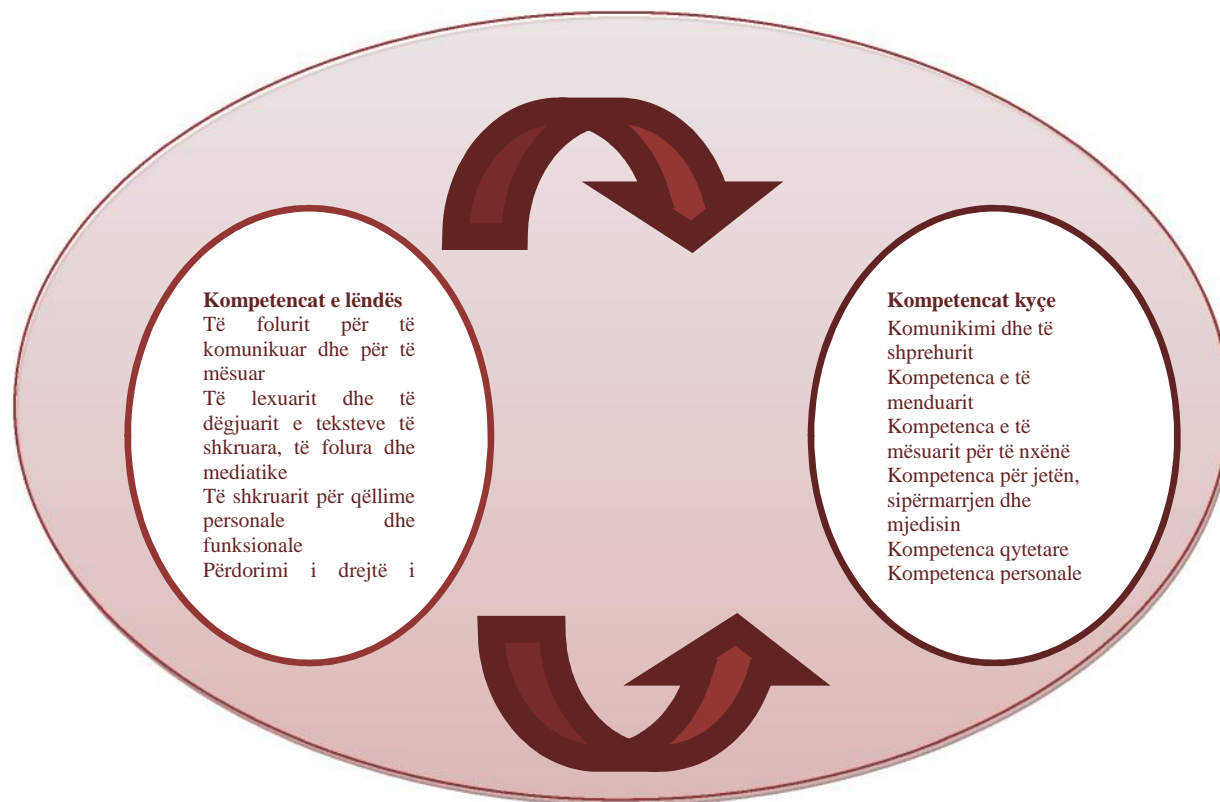 Kompetencat e lëndës
Të folurit për të
komunikuar dhe për të
mësuar
Të lexuarit dhe të
dëgjuarit e teksteve të
shkruara, të folura dhe
mediatike
Të shkruarit për qëllime
personale dhe
funksionale
Përdorimi i drejtë i
Kompetencat kyçe
Komunikimi dhe të
shprehurit
Kompetenca e të
menduarit
Kompetenca e të
mësuarit për të nxënë
Kompetenca për jetën,
sipërmarrjen dhe
mjedisin
Kompetenca qytetare
Kompetenca personale